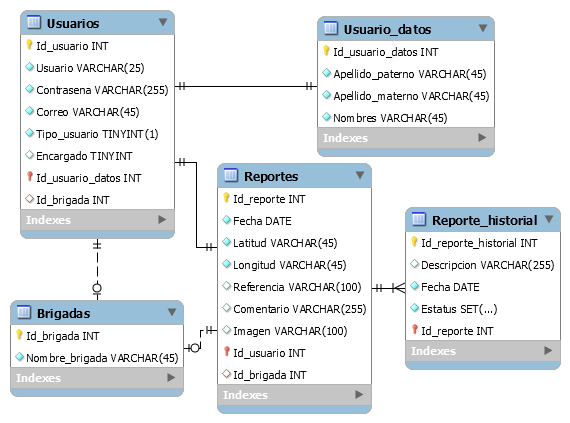 Usuarios
Id_usuario INT
Usuario VARCHAR(25)
Contrasena VARCHAR(255)
Correo VARCHAR(45)
Tipo_usuario TINYINT(1)
Encargado TINYINT
Id_usuario_datos INT
Id_brigada INT
Indexes
Usuario_datos
Id_usuario_datos INT
Apellido_paterno VARCHAR(45)
Apellido_materno VARCHAR(45)
Nombres VARCHAR(45)
Indexes
Reportes
Id_reporte INT
Fecha DATE
Latitud VARCHAR(45)
Longitud VARCHAR(45)
Referencia VARCHAR(100)
Comentario VARCHAR(255)
Imagen VARCHAR(100)
Id_usuario INT
Id_brigada INT
Indexes
Reporte_historial
Id_reporte_historial INT
Descripcion VARCHAR(255)
Fecha DATE
Estatus SET(...)
Id_reporte INT
Indexes
Brigadas
Id_brigada INT
Nombre_brigada VARCHAR(45)
Indexes